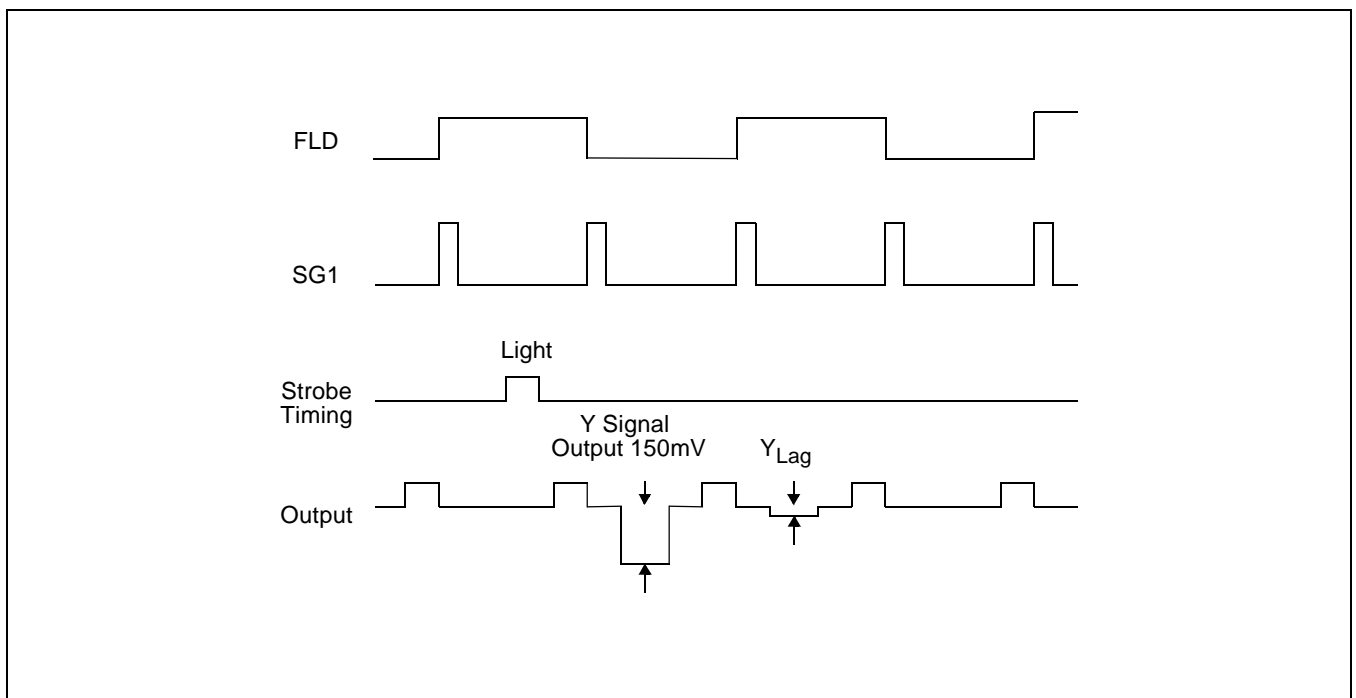 FLD
SG1
Light
Strobe
Timing
Y Signal
Output 150mV
YLag
Output